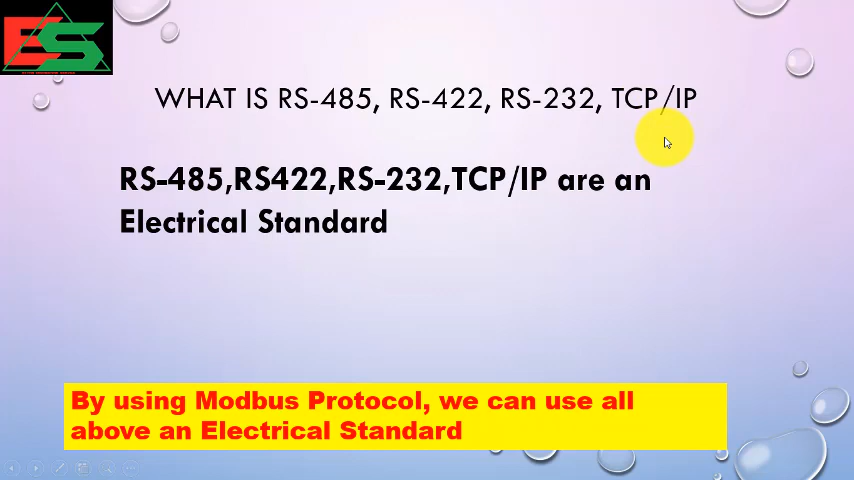 ES
WHAT IS RS-485, RS-422, RS-232, TCP/IP
RS-485,RS422,RS-232,TCP/IP are an
Electrical Standard
By using Modbus Protocol, we can use all
above an Electrical Standard